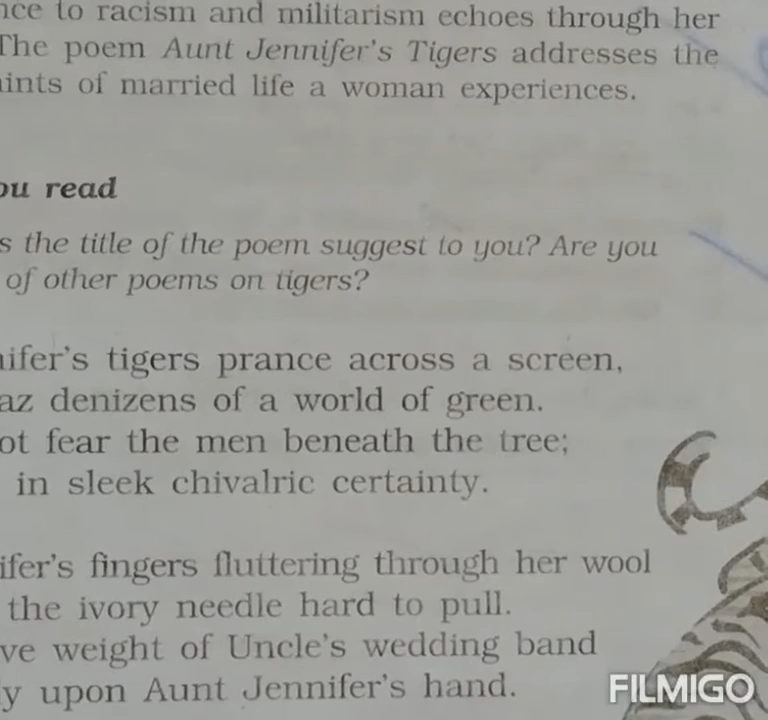 nce to racism and militarism echoes through her
The poem Aunt Jennifer's Tigers addresses the
aints of married life a woman experiences.
ou read
s the title of the poem suggest to you? Are you
of other poems on tigers?
nifer's tigers prance across a screen,
az denizens of a world of green.
ot fear the men beneath the tree;
in sleek chivalric certainty.
ifer's fingers fluttering through her wool
the ivory needle hard to pull.
ve weight of Uncle's wedding band
y upon Aunt Jennifer's hand.
FILMIGO